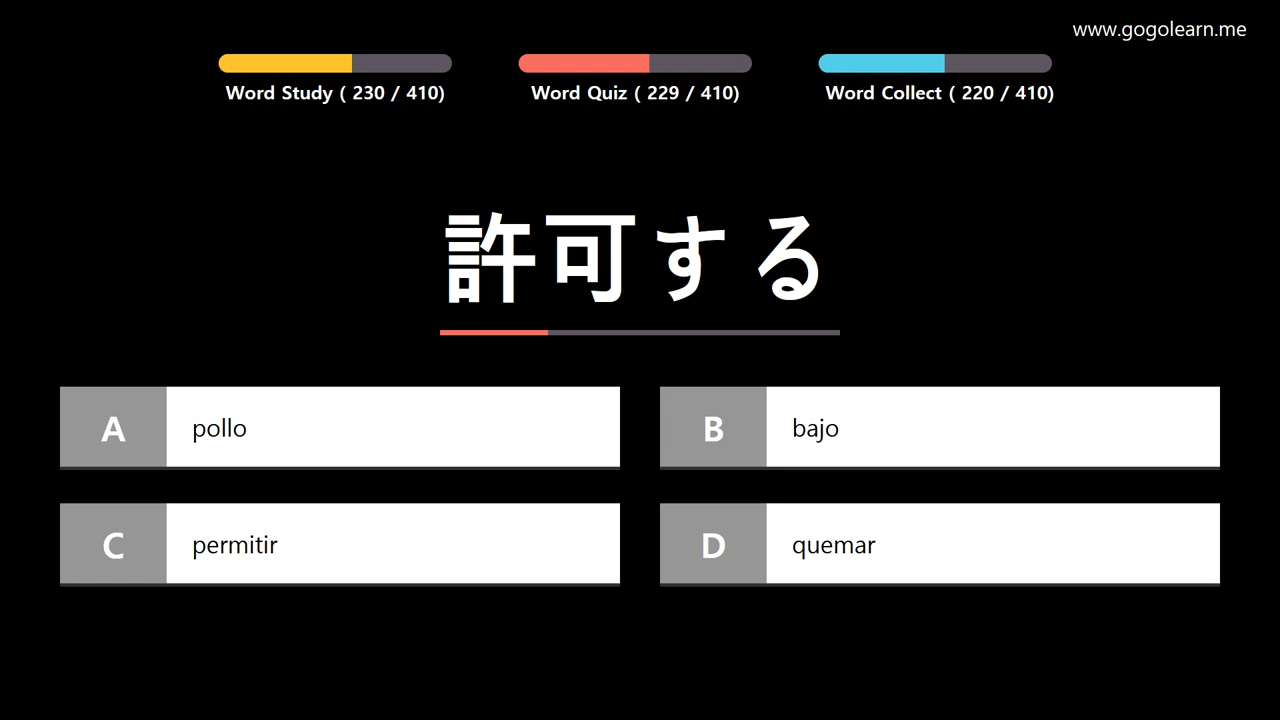 www.gogolearn.me
Word Study ( 230 / 410)
Word Quiz ( 229 / 410)
Word Collect ( 220 / 410)
許可する
A pollo
B bajo
C permitir
D quemar